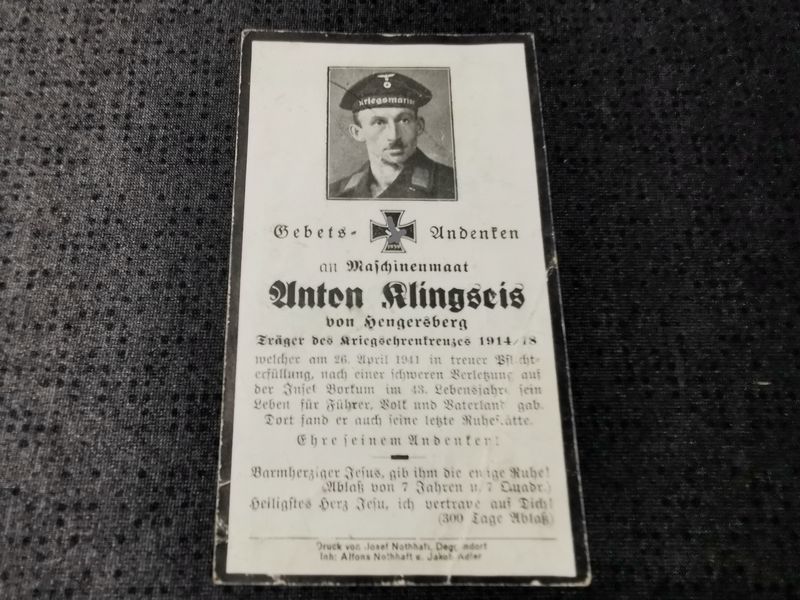 Kriegsmarine
Gebets- Andenken
1939
an Maschinenmaat
Anton Klingseis
von Hengersberg
Träger des Kriegsehrenkreuzes 1914/18
welcher am 26. April 1941 in treuer Pflicht-
erfüllung, nach einer schweren Verletzung auf
der Insel Borkum im 43. Lebensjahre sein
Leben für Führer, Volk und Vaterland gab.
Dort fand er auch seine letzte Ruhestätte.
Ehre seinem Andenken!
Barmherziger Jesus, gib ihm die ewige Ruhe!
(Ablaß von 7 Jahren u. 7 Quadr.)
Heiligstes Herz Jesu, ich vertraue auf Dich!
(300 Tage Ablaß)
Druck von Josef Nothhaft, Deggendorf
Inh: Alfons Nothhaft u. Jakob Adler